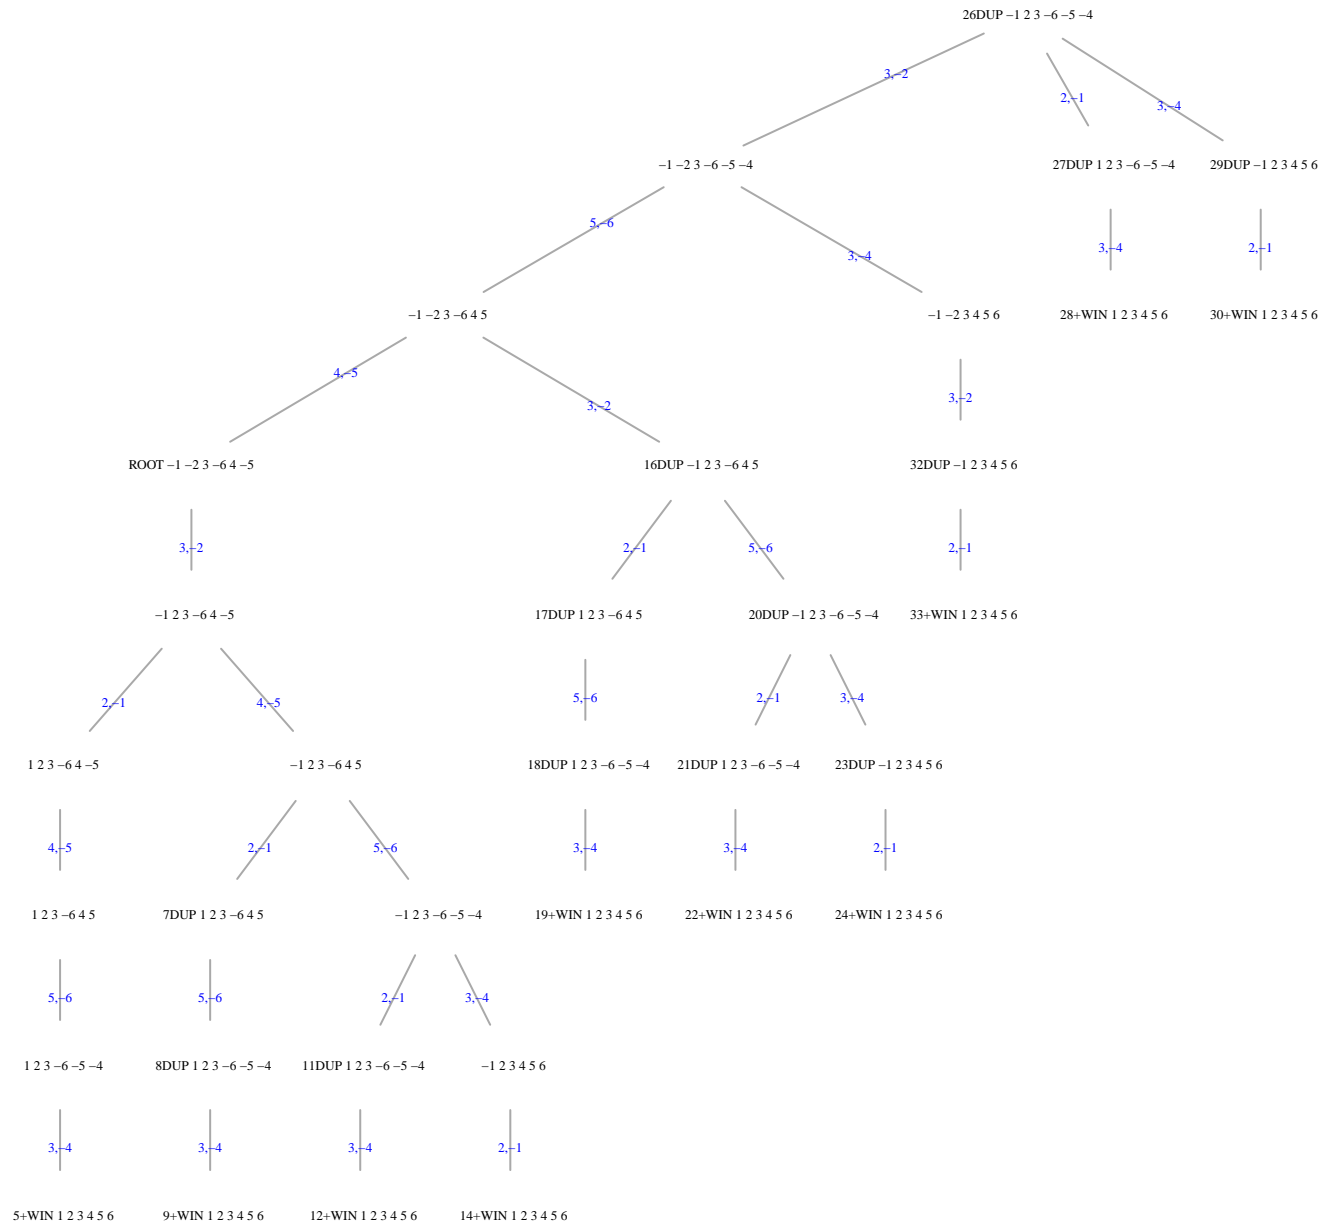 26DUP −1 2 3 −6 −5 −4
3,−2
2,−1
3,−4
−1 −2 3 −6 −5 −4
27DUP 1 2 3 −6 −5 −4
29DUP −1 2 3 4 5 6
5,−6
3,−4
3,−4
2,−1
−1 −2 3 −6 4 5
−1 −2 3 4 5 6
28+WIN 1 2 3 4 5 6
30+WIN 1 2 3 4 5 6
4,−5
3,−2
3,−2
ROOT −1 −2 3 −6 4 −5
16DUP −1 2 3 −6 4 5
32DUP −1 2 3 4 5 6
3,−2
2,−1
5,−6
2,−1
−1 2 3 −6 4 −5
17DUP 1 2 3 −6 4 5
20DUP −1 2 3 −6 −5 −4
33+WIN 1 2 3 4 5 6
2,−1
4,−5
5,−6
2,−1
3,−4
1 2 3 −6 4 −5
−1 2 3 −6 4 5
18DUP 1 2 3 −6 −5 −4
21DUP 1 2 3 −6 −5 −4
23DUP −1 2 3 4 5 6
4,−5
2,−1
5,−6
3,−4
3,−4
2,−1
1 2 3 −6 4 5
7DUP 1 2 3 −6 4 5
−1 2 3 −6 −5 −4
19+WIN 1 2 3 4 5 6
22+WIN 1 2 3 4 5 6
24+WIN 1 2 3 4 5 6
5,−6
5,−6
2,−1
3,−4
1 2 3 −6 −5 −4
8DUP 1 2 3 −6 −5 −4
11DUP 1 2 3 −6 −5 −4
−1 2 3 4 5 6
3,−4
3,−4
3,−4
2,−1
5+WIN 1 2 3 4 5 6
9+WIN 1 2 3 4 5 6
12+WIN 1 2 3 4 5 6
14+WIN 1 2 3 4 5 6